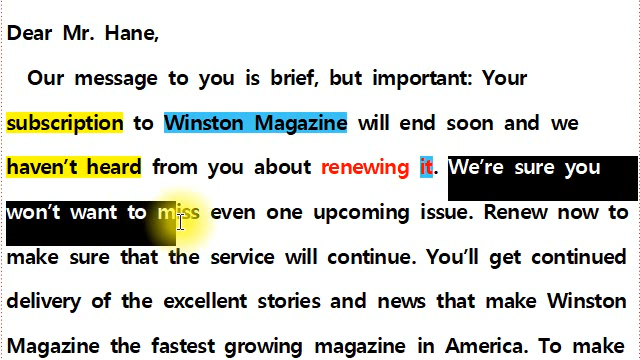 Dear Mr. Hane,
Our message to you is brief, but important: Your
subscription to Winston Magazine will end soon and we
haven't heard from you about renewing it. We're sure you
won't want to miss even one upcoming issue. Renew now to
make sure that the service will continue. You'll get continued
delivery of the excellent stories and news that make Winston
Magazine the fastest growing magazine in America. To make